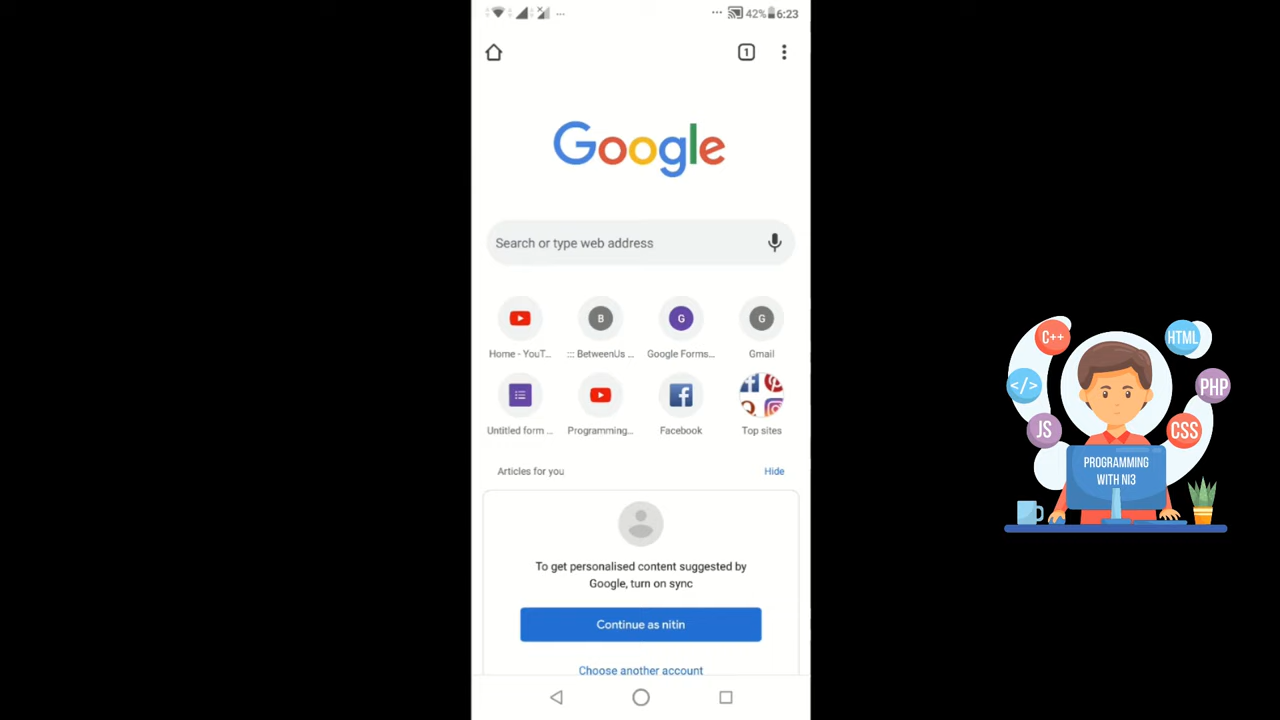 42% 6:23
1
Google
Search or type web address
B G G
Home - YouT... ::: BetweenUs ... Google Forms... Gmail
Untitled form ... Programming... Facebook Top sites
Articles for you Hide
To get personalised content suggested by
Google, turn on sync
Continue as nitin
Choose another account
C++ HTML
</> PHP
JS CSS
PROGRAMMING
WITH NI3